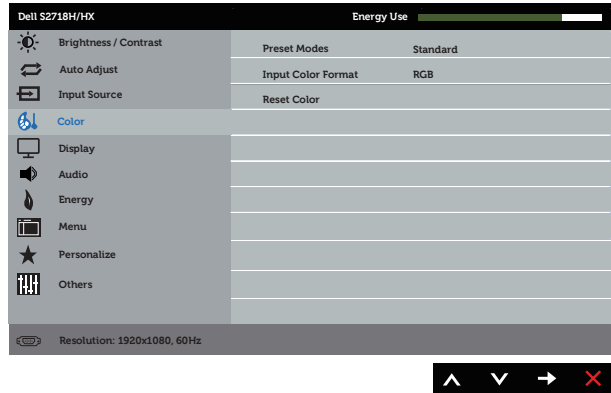 Dell S2718H/HX Energy Use
Brightness / Contrast
Auto Adjust
Input Source
Color
Display
Audio
Energy
Menu
Personalize
Others
Preset Modes Standard
Input Color Format RGB
Reset Color
Resolution: 1920x1080, 60Hz